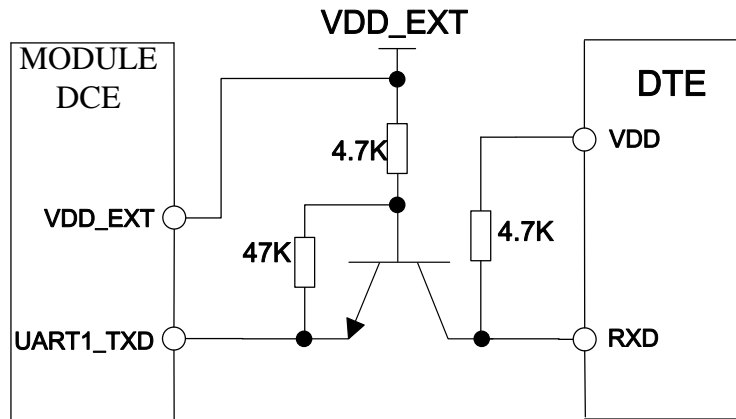 VDD_EXT
MODULE
DCE
DTE
VDD
4.7K
VDD_EXT
47K
4.7K
UART1_TXD
RXD